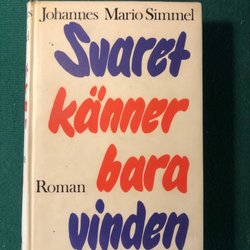 Johannes Mario Simmel
Svaret
känner
bara
Roman
vinden